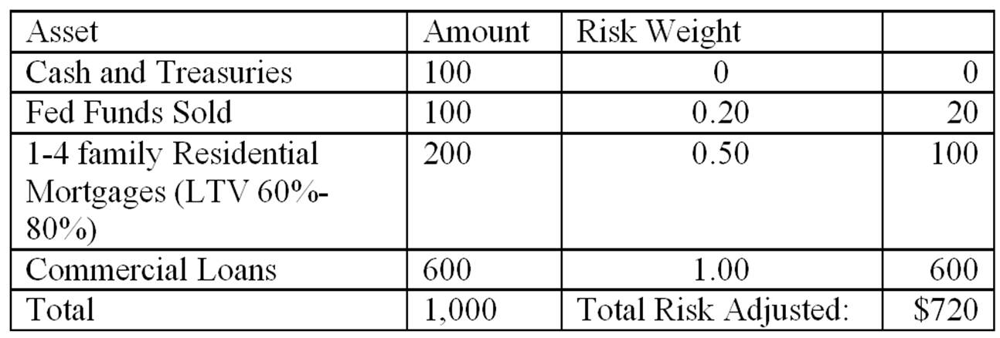 Asset Amount Risk Weight
Cash and Treasuries 100 0 0
Fed Funds Sold 100 0.20 20
1-4 family Residential 200 0.50 100
Mortgages (LTV 60%-
80%)
Commercial Loans 600 1.00 600
Total 1,000 Total Risk Adjusted: $720